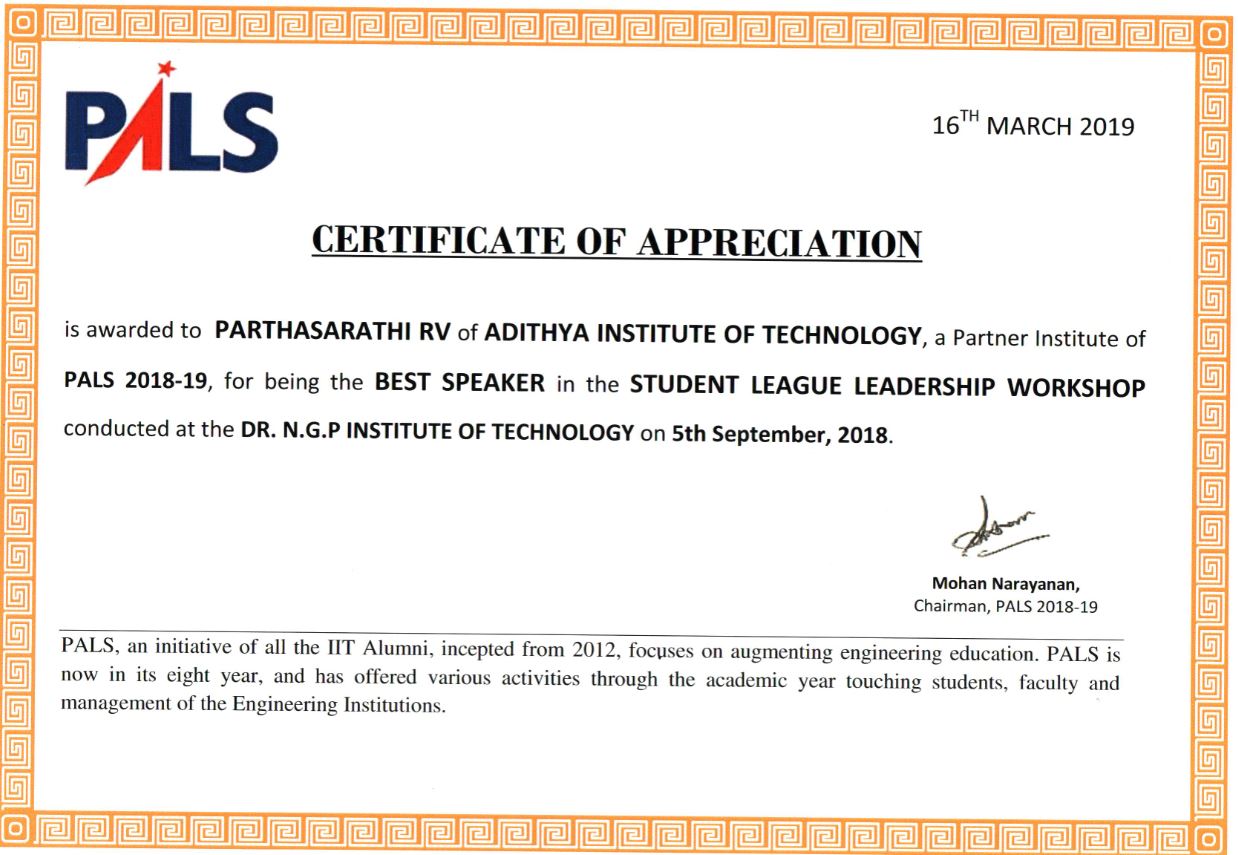 PALS
16TH MARCH 2019
CERTIFICATE OF APPRECIATION
is awarded to PARTHASARATHI RV of ADITHYA INSTITUTE OF TECHNOLOGY, a Partner Institute of
PALS 2018-19, for being the BEST SPEAKER in the STUDENT LEAGUE LEADERSHIP WORKSHOP
conducted at the DR. N.G.P INSTITUTE OF TECHNOLOGY on 5th September, 2018.
Mohan Narayanan,
Chairman, PALS 2018-19
PALS, an initiative of all the IIT Alumni, incepted from 2012, focuses on augmenting engineering education. PALS is
now in its eight year, and has offered various activities through the academic year touching students, faculty and
management of the Engineering Institutions.